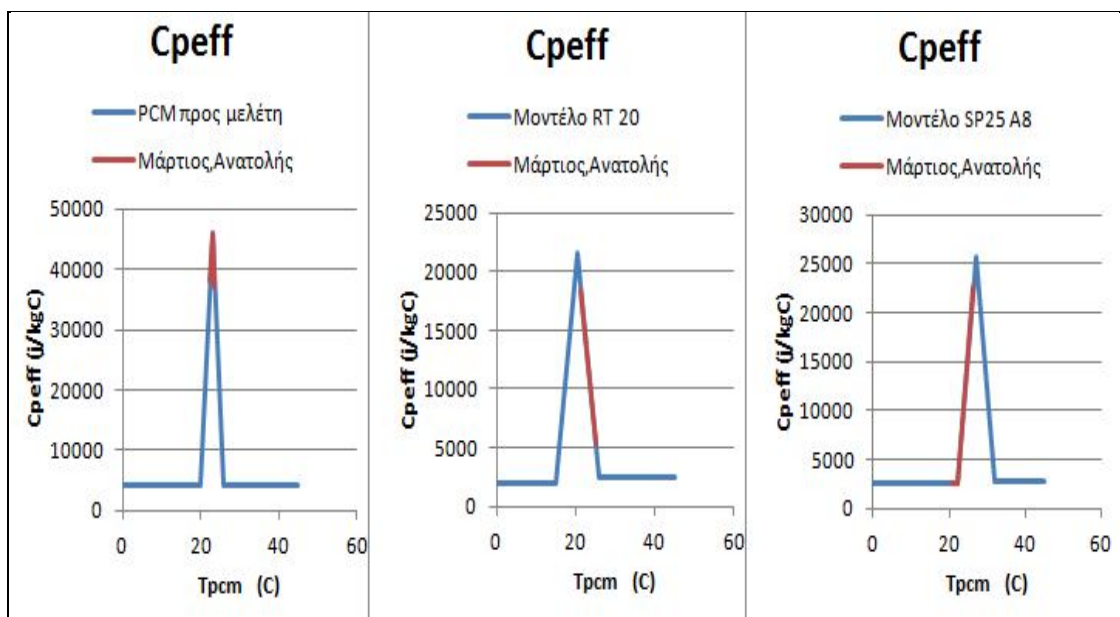 Cpeff
PCM προς μελέτη
Μάρτιος,Ανατολής
Cpeff (j/kgC)
50000
40000
30000
20000
10000
0
0 20 40 60
Tpcm (C)
Cpeff
Μοντέλο RT 20
Μάρτιος,Ανατολής
Cpeff (j/kgC)
25000
20000
15000
10000
5000
0
0 20 40 60
Tpcm (C)
Cpeff
Μοντέλο SP25 A8
Μάρτιος,Ανατολής
Cpeff (j/kgC)
30000
25000
20000
15000
10000
5000
0
0 20 40 60
Tpcm (C)